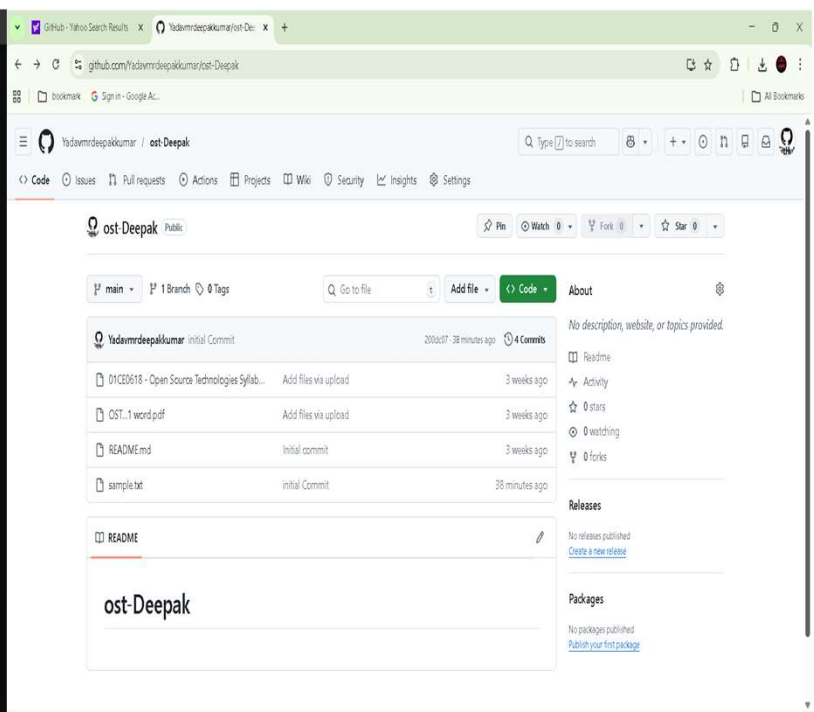 GitHub - Yahoo Search Results X Yadavmrdeepakkumar/ost-De: X +
github.com/Yadavmrdeepakkumar/ost-Deepak
bookmark Sign in - Google Ac... All Bookmarks
Yadavmrdeepakkumar / ost-Deepak Type / to search
<> Code Issues Pull requests Actions Projects Wiki Security Insights Settings
ost-Deepak Public Pin Watch 0 Fork 0 Star 0
main 1 Branch 0 Tags Go to file t Add file <> Code
Yadavmrdeepakkumar initial Commit 200dc07 · 38 minutes ago 4 Commits
01CE0618 - Open Source Technologies Syllab... Add files via upload 3 weeks ago
OST...1 word.pdf Add files via upload 3 weeks ago
README.md Initial commit 3 weeks ago
sample.txt initial Commit 38 minutes ago
README
ost-Deepak
About
No description, website, or topics provided.
Readme
Activity
0 stars
0 watching
0 forks
Releases
No releases published
Create a new release
Packages
No packages published
Publish your first package